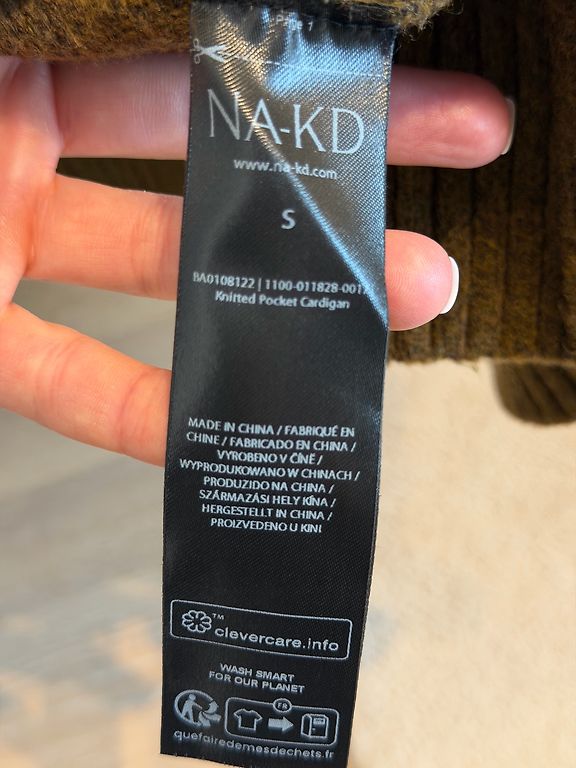 NA-KD
www.na-kd.com
S
BA0108122 | 1100-011828-0017
Knitted Pocket Cardigan
MADE IN CHINA / FABRIQUÉ EN
CHINE / FABRICADO EN CHINA /
VYROBENO V ČÍNĚ /
WYPRODUKOWANO W CHINACH /
PRODUZIDO NA CHINA /
SZÁRMAZÁSI HELY KÍNA /
HERGESTELLT IN CHINA /
PROIZVEDENO U KINI
™
clevercare.info
WASH SMART
FOR OUR PLANET
FR
quefairedemesdechets.fr